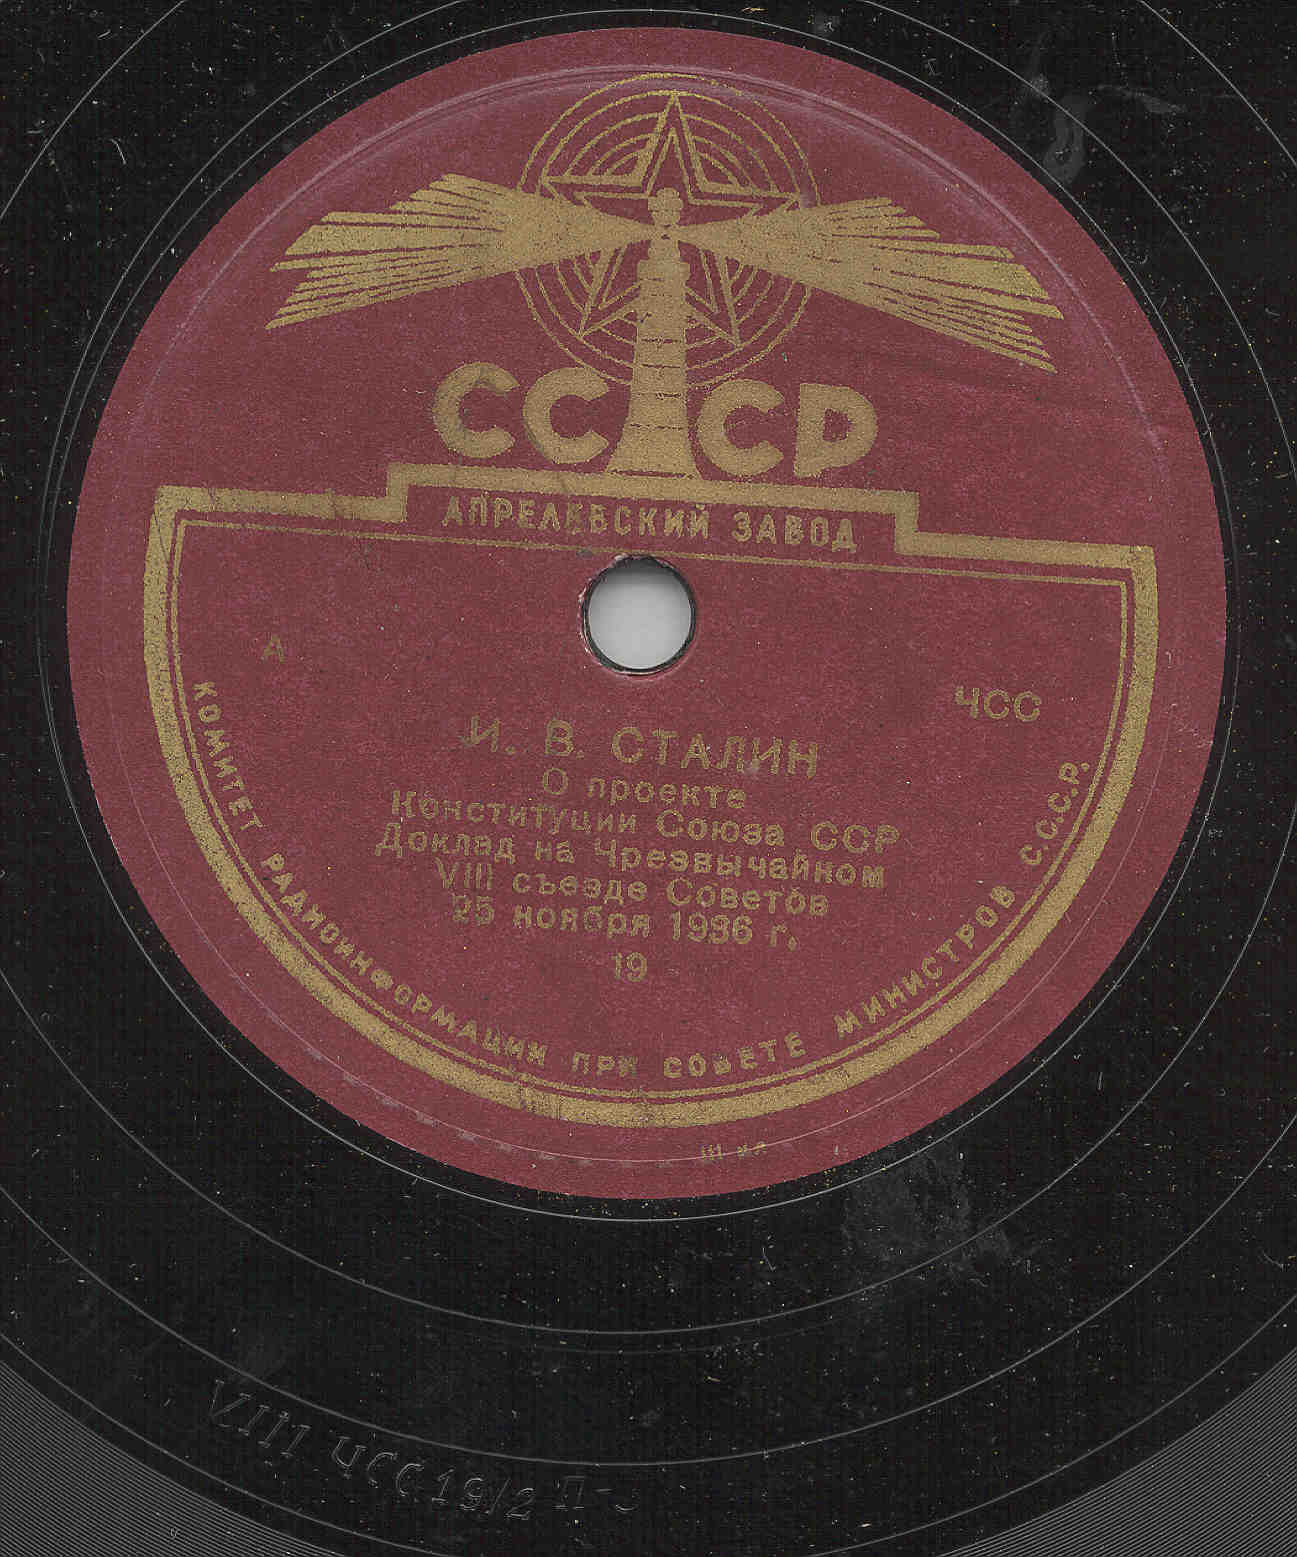 СССР
АПРЕЛЕВСКИЙ ЗАВОД
А
ЧСС
И. В. СТАЛИН
О проекте
Конституции Союза ССР
Доклад на Чрезвычайном
VIII съезде Советов
25 ноября 1936 г.
19
КОМИТЕТ РАДИОИНФОРМАЦИИ ПРИ СОВЕТЕ МИНИСТРОВ С.С.С.Р.
VIII ЧСС 19/2